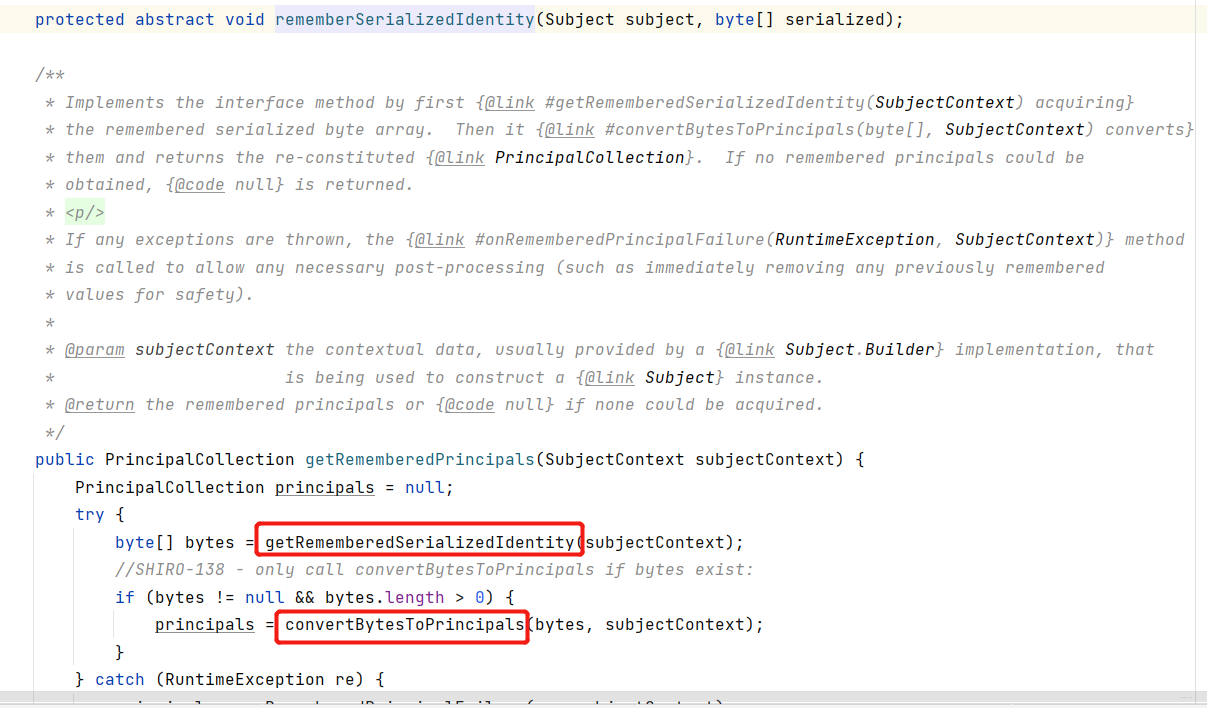 protected abstract void rememberSerializedIdentity(Subject subject, byte[] serialized);
/**
* Implements the interface method by first {@link #getRememberedSerializedIdentity(SubjectContext) acquiring}
* the remembered serialized byte array.  Then it {@link #convertBytesToPrincipals(byte[], SubjectContext) converts}
* them and returns the re-constituted {@link PrincipalCollection}.  If no remembered principals could be
* obtained, {@code null} is returned.
* <p/>
* If any exceptions are thrown, the {@link #onRememberedPrincipalFailure(RuntimeException, SubjectContext)} method
* is called to allow any necessary post-processing (such as immediately removing any previously remembered
* values for safety).
*
* @param subjectContext the contextual data, usually provided by a {@link Subject.Builder} implementation, that
*                       is being used to construct a {@link Subject} instance.
* @return the remembered principals or {@code null} if none could be acquired.
*/
public PrincipalCollection getRememberedPrincipals(SubjectContext subjectContext) {
PrincipalCollection principals = null;
try {
byte[] bytes = getRememberedSerializedIdentity(subjectContext);
//SHIRO-138 - only call convertBytesToPrincipals if bytes exist:
if (bytes != null && bytes.length > 0) {
principals = convertBytesToPrincipals(bytes, subjectContext);
}
} catch (RuntimeException re) {